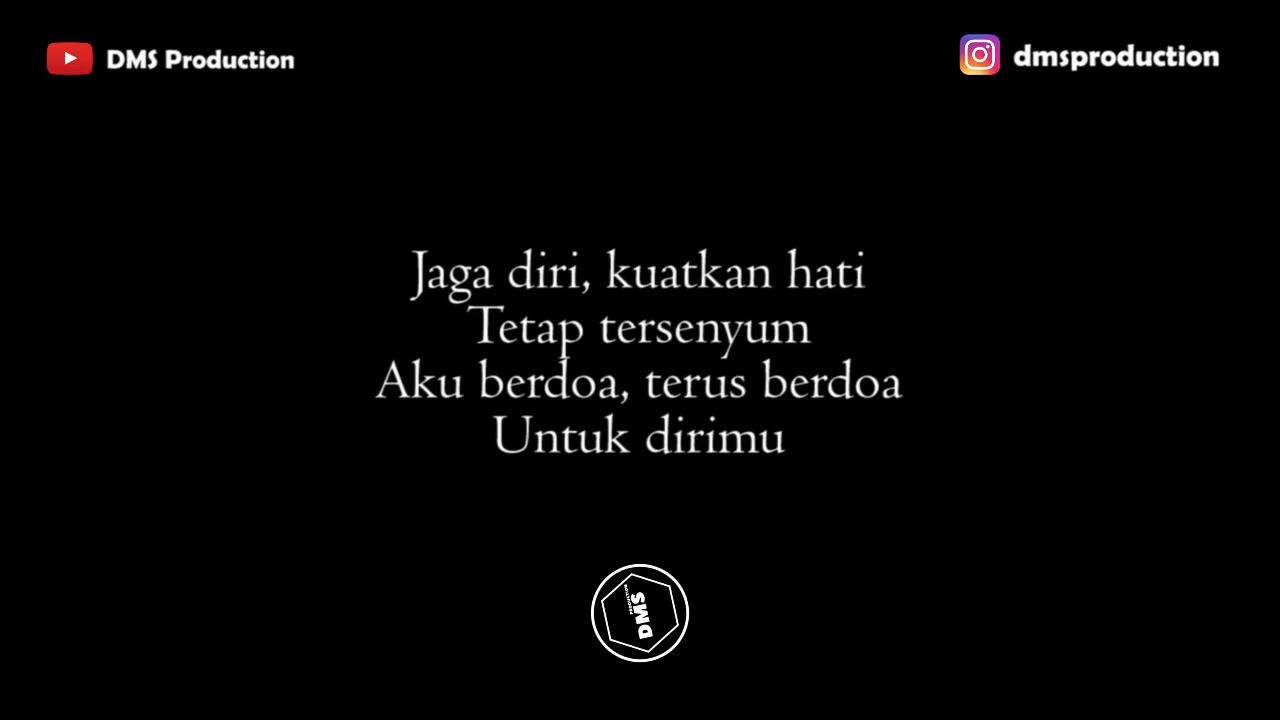 DMS Production
dmsproduction
Jaga diri, kuatkan hati
Tetap tersenyum
Aku berdoa, terus berdoa
Untuk dirimu
DMS